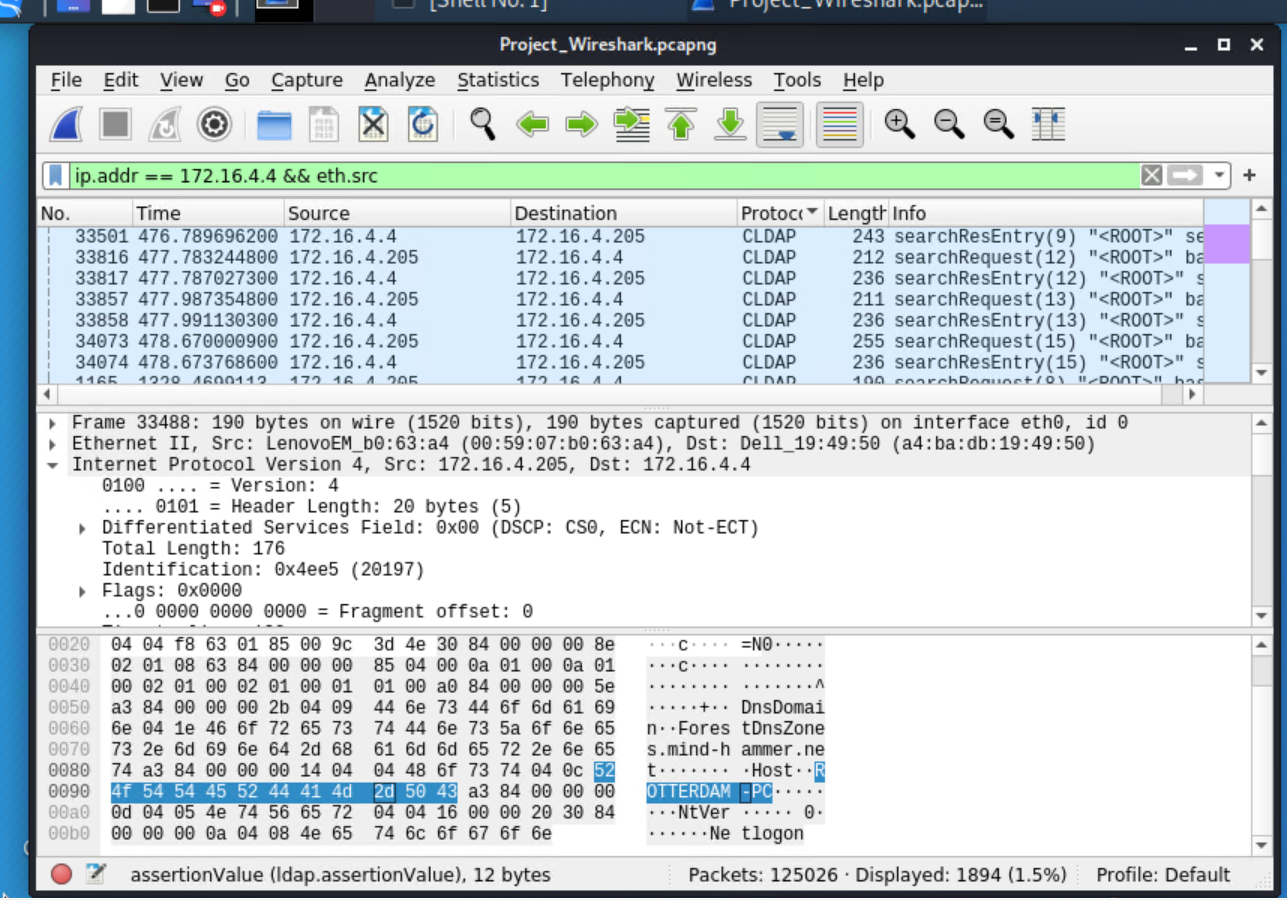 [Shell No. 1]
Project_Wireshark.pcap...
Project_Wireshark.pcapng
File Edit View Go Capture Analyze Statistics Telephony Wireless Tools Help
ip.addr == 172.16.4.4 && eth.src
No. Time Source Destination Protoco Length Info
33501 476.789696200 172.16.4.4 172.16.4.205 CLDAP 243 searchResEntry(9) "<ROOT>" se
33816 477.783244800 172.16.4.205 172.16.4.4 CLDAP 212 searchRequest(12) "<ROOT>" ba
33817 477.787027300 172.16.4.4 172.16.4.205 CLDAP 236 searchResEntry(12) "<ROOT>" s
33857 477.987354800 172.16.4.205 172.16.4.4 CLDAP 211 searchRequest(13) "<ROOT>" ba
33858 477.991130300 172.16.4.4 172.16.4.205 CLDAP 236 searchResEntry(13) "<ROOT>" s
34073 478.670000900 172.16.4.205 172.16.4.4 CLDAP 255 searchRequest(15) "<ROOT>" ba
34074 478.673768600 172.16.4.4 172.16.4.205 CLDAP 236 searchResEntry(15) "<ROOT>" s
172.16.4.205 172.16.4.4 CLDAP 190 searchRequest(8) "<ROOT>" bas
Frame 33488: 190 bytes on wire (1520 bits), 190 bytes captured (1520 bits) on interface eth0, id 0
Ethernet II, Src: LenovoEM_b0:63:a4 (00:59:07:b0:63:a4), Dst: Dell_19:49:50 (a4:ba:db:19:49:50)
Internet Protocol Version 4, Src: 172.16.4.205, Dst: 172.16.4.4
0100 .... = Version: 4
.... 0101 = Header Length: 20 bytes (5)
Differentiated Services Field: 0x00 (DSCP: CS0, ECN: Not-ECT)
Total Length: 176
Identification: 0x4ee5 (20197)
Flags: 0x0000
...0 0000 0000 0000 = Fragment offset: 0
0020 04 04 f8 63 01 85 00 9c 3d 4e 30 84 00 00 00 8e ···c···· =N0·····
0030 02 01 08 63 84 00 00 00 85 04 00 0a 01 00 0a 01 ···c···· ········
0040 00 02 01 00 02 01 00 01 01 00 a0 84 00 00 00 5e ········ ·······^
0050 a3 84 00 00 00 2b 04 09 44 6e 73 44 6f 6d 61 69 ·····+·· DnsDomai
0060 6e 04 1e 46 6f 72 65 73 74 44 6e 73 5a 6f 6e 65 n··Fores tDnsZone
0070 73 2e 6d 69 6e 64 2d 68 61 6d 6d 65 72 2e 6e 65 s.mind-h ammer.ne
0080 74 a3 84 00 00 00 14 04 04 48 6f 73 74 04 0c 52 t······· ·Host··R
0090 4f 54 54 45 52 44 41 4d 2d 50 43 a3 84 00 00 00 OTTERDAM -PC·····
00a0 0d 04 05 4e 74 56 65 72 04 04 16 00 00 20 30 84 ···NtVer ····· 0·
00b0 00 00 00 0a 04 08 4e 65 74 6c 6f 67 6f 6e ······Ne tlogon
assertionValue (ldap.assertionValue), 12 bytes Packets: 125026 · Displayed: 1894 (1.5%) Profile: Default